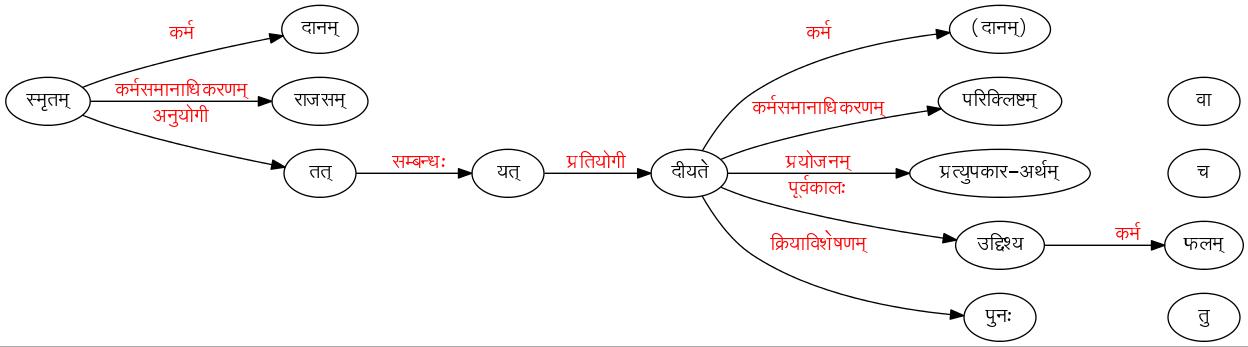 कर्म
दानम्
कर्म
(दानम्)
स्मृतम्
कर्मसमानाधिकरणम्
राजसम्
कर्मसमानाधिकरणम्
परिक्लिष्टम्
वा
अनुयोगी
तत्
सम्बन्धः
यत्
प्रतियोगी
दीयते
प्रयोजनम्
प्रत्युपकार-अर्थम्
च
पूर्वकालः
क्रियाविशेषणम्
उद्दिश्य
कर्म
फलम्
पुनः
तु